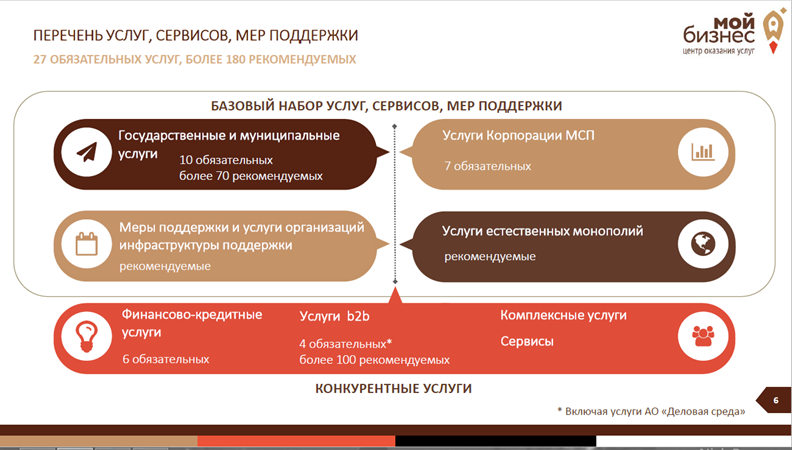 ПЕРЕЧЕНЬ УСЛУГ, СЕРВИСОВ, МЕР ПОДДЕРЖКИ
27 ОБЯЗАТЕЛЬНЫХ УСЛУГ, БОЛЕЕ 180 РЕКОМЕНДУЕМЫХ
мой
бизнес
центр оказания услуг
БАЗОВЫЙ НАБОР УСЛУГ, СЕРВИСОВ, МЕР ПОДДЕРЖКИ
Государственные и муниципальные
услуги
10 обязательных
более 70 рекомендуемых
Услуги Корпорации МСП
7 обязательных
Меры поддержки и услуги организаций
инфраструктуры поддержки
рекомендуемые
Услуги естественных монополий
рекомендуемые
Финансово-кредитные
услуги
6 обязательных
Услуги b2b
4 обязательных*
более 100 рекомендуемых
Комплексные услуги
Сервисы
КОНКУРЕНТНЫЕ УСЛУГИ
6
* Включая услуги АО «Деловая среда»